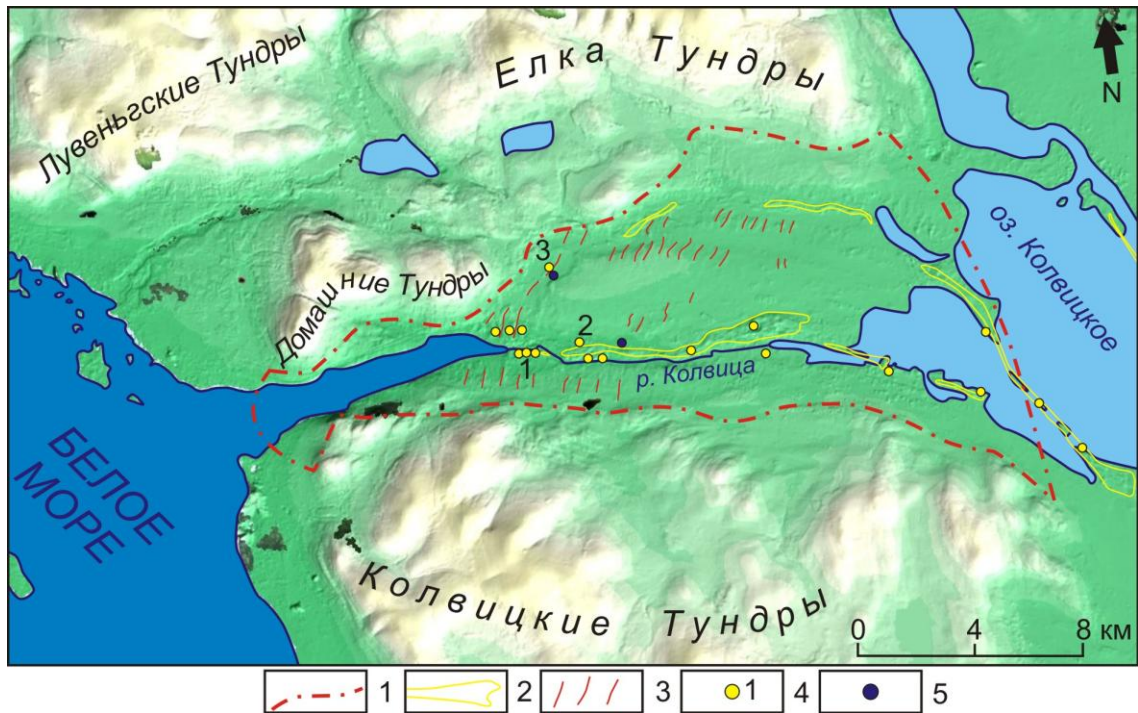 Лувеньгские Тундры
Елка Тундры
N
оз. Колвицкое
3
Домашние Тундры
2
1
р. Колвица
БЕЛОЕ
МОРЕ
Колвицкие Тундры
0 4 8 км
1 2 3 1 4 5